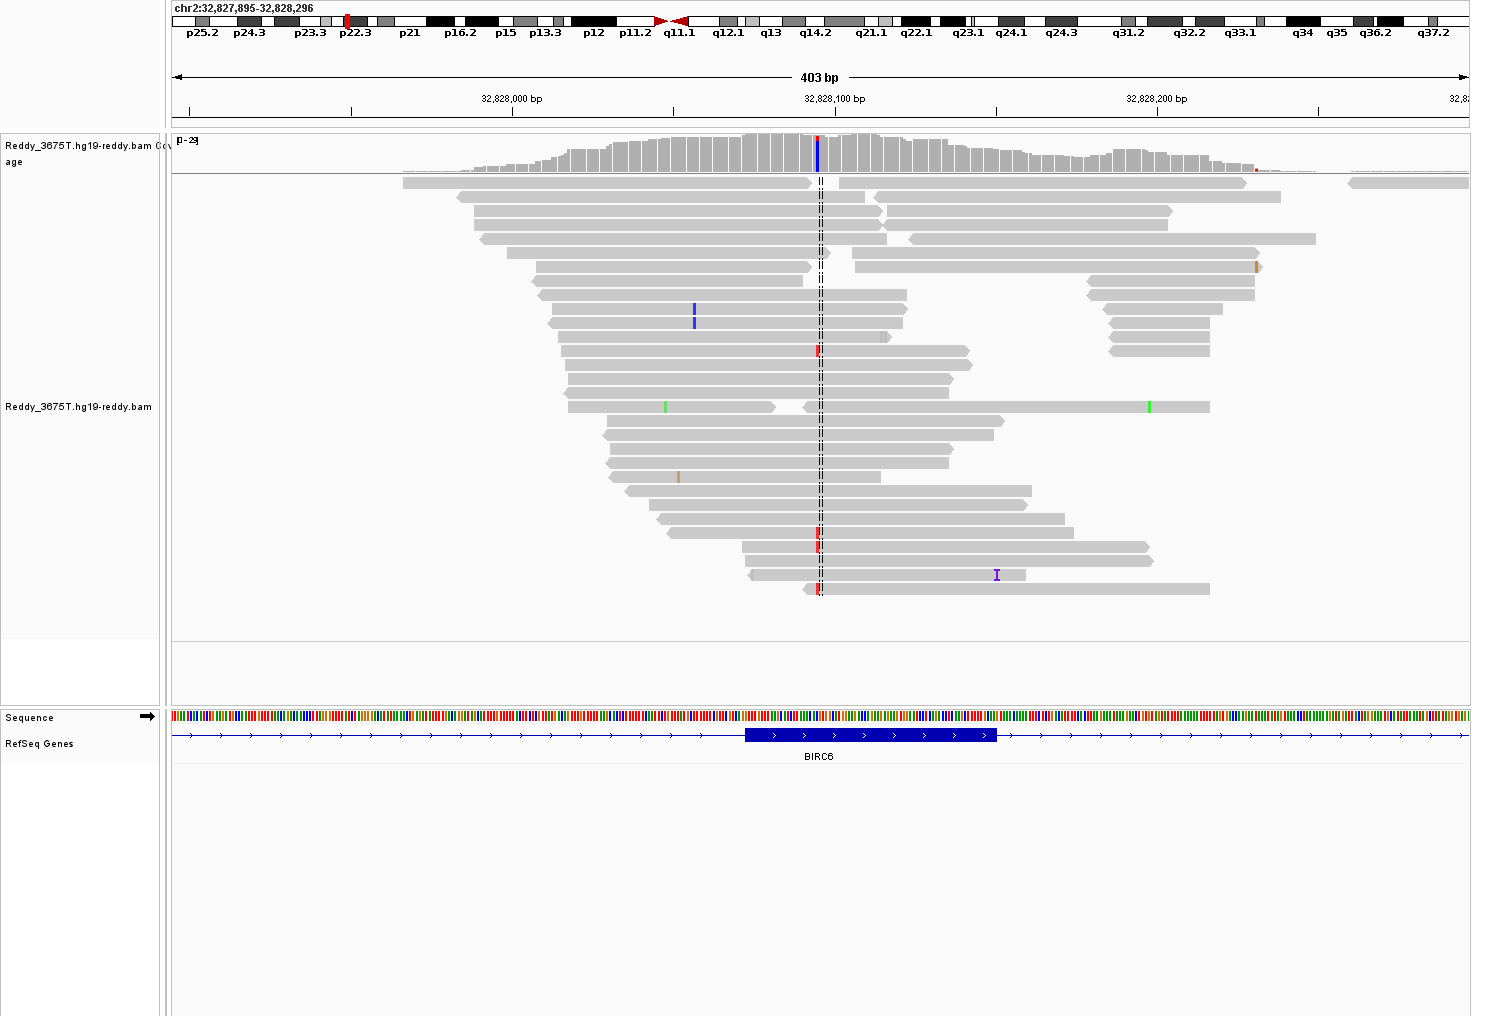 chr2:32,827,895-32,828,296
p25.2 p24.3 p23.3 p22.3 p21 p16.2 p15 p13.3 p12 p11.2 q11.1 q12.1 q13 q14.2 q21.1 q22.1 q23.1 q24.1 q24.3 q31.2 q32.2 q33.1 q34 q35 q36.2 q37.2
403 bp
32,828,000 bp 32,828,100 bp 32,828,200 bp 32,82
Reddy_3675T.hg19-reddy.bam Cov
age
[0-29]
Reddy_3675T.hg19-reddy.bam
Sequence
RefSeq Genes
BIRC6